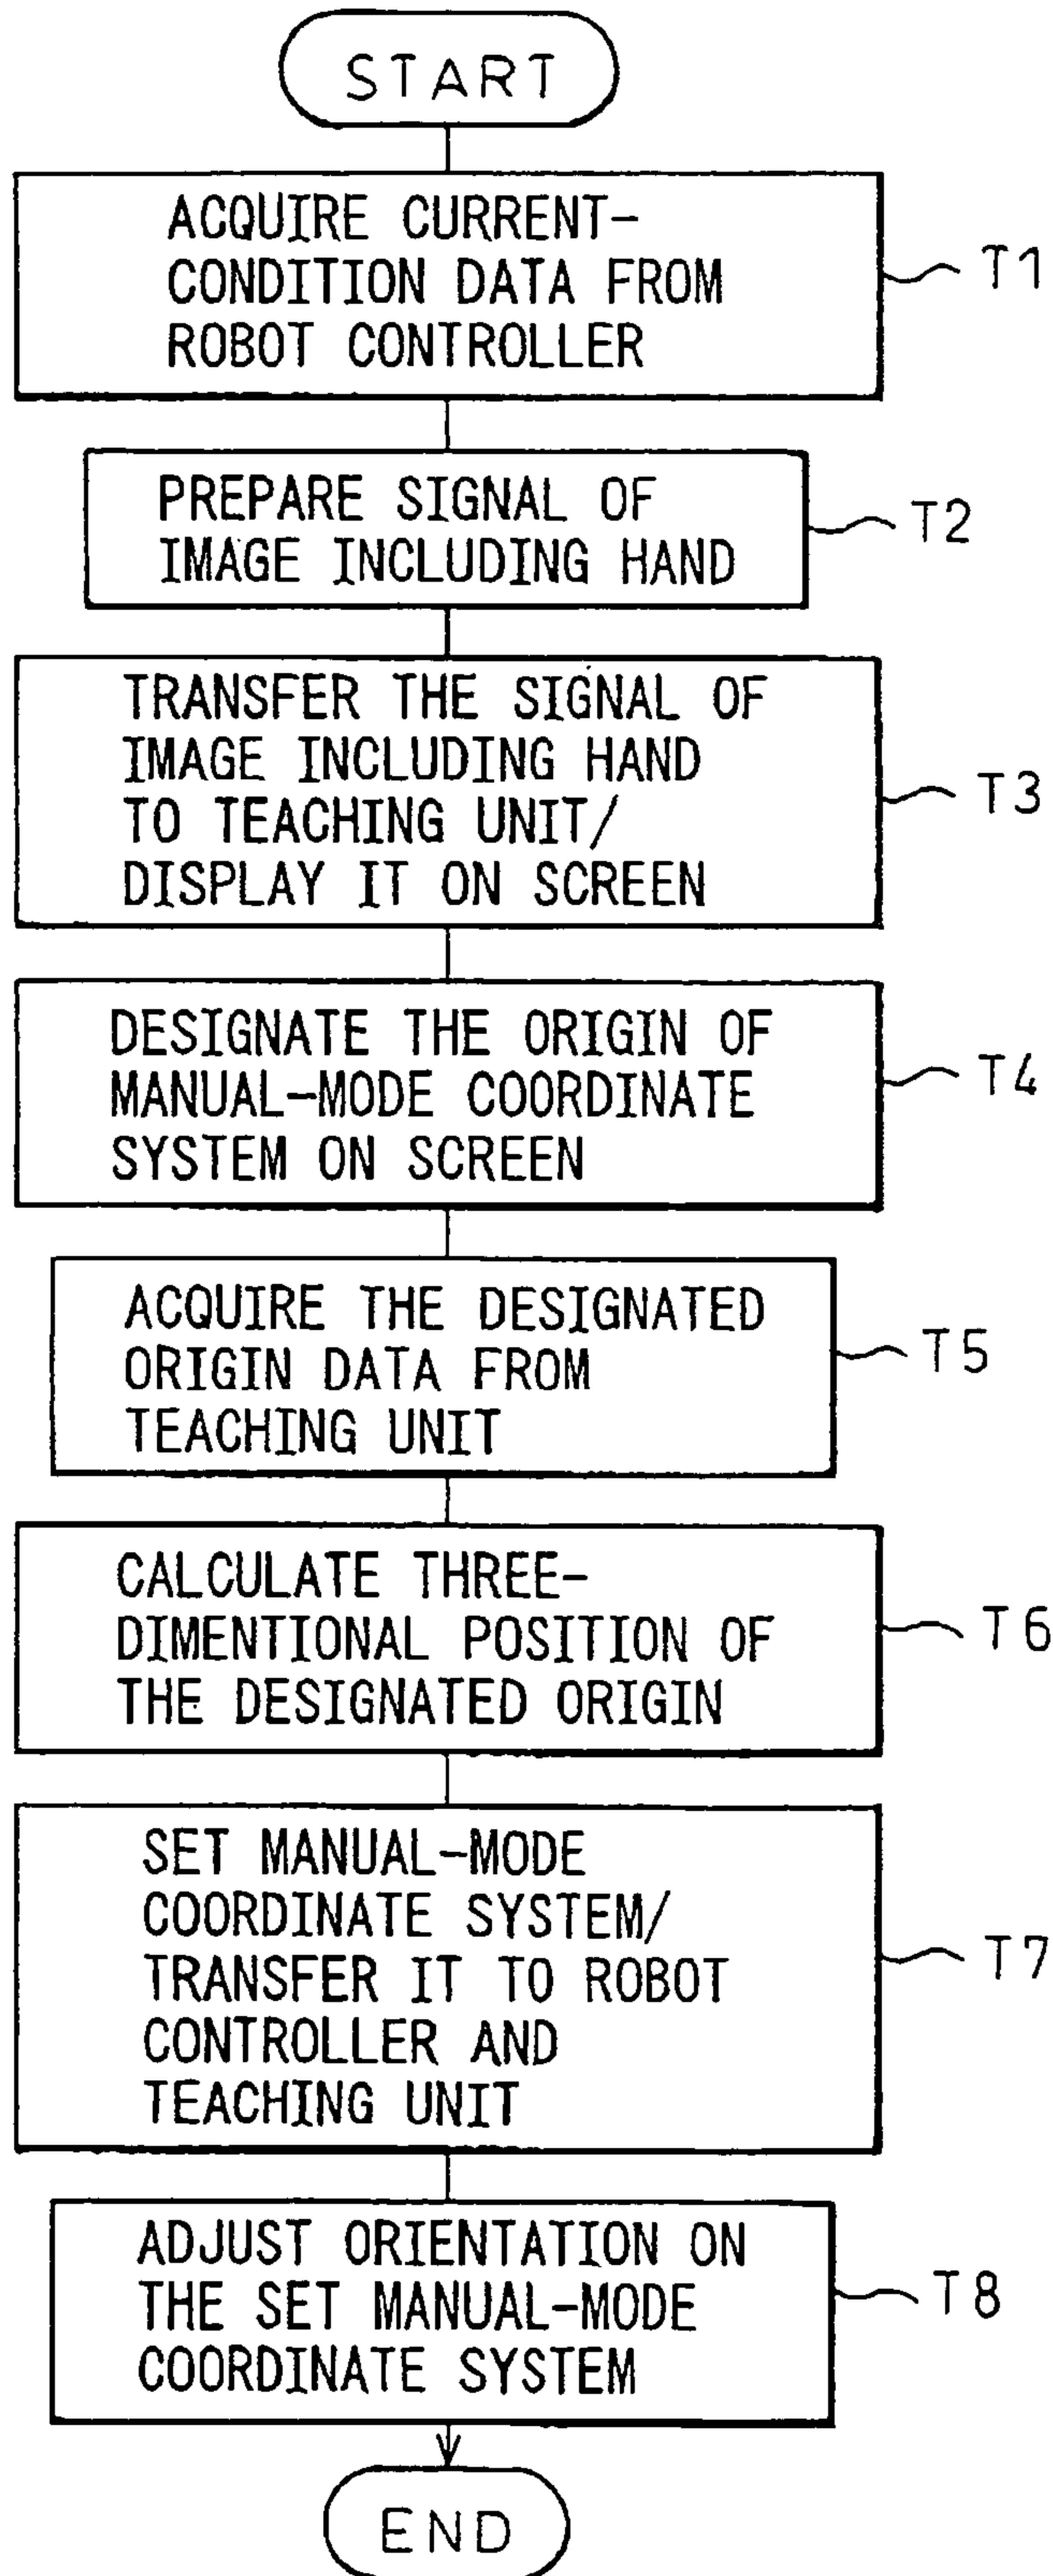 START
ACQUIRE CURRENT-
CONDITION DATA FROM
ROBOT CONTROLLER
T1
PREPARE SIGNAL OF
IMAGE INCLUDING HAND
T2
TRANSFER THE SIGNAL OF
IMAGE INCLUDING HAND
TO TEACHING UNIT/
DISPLAY IT ON SCREEN
T3
DESIGNATE THE ORIGIN OF
MANUAL-MODE COORDINATE
SYSTEM ON SCREEN
T4
ACQUIRE THE DESIGNATED
ORIGIN DATA FROM
TEACHING UNIT
T5
CALCULATE THREE-
DIMENTIONAL POSITION OF
THE DESIGNATED ORIGIN
T6
SET MANUAL-MODE
COORDINATE SYSTEM/
TRANSFER IT TO ROBOT
CONTROLLER AND
TEACHING UNIT
T7
ADJUST ORIENTATION ON
THE SET MANUAL-MODE
COORDINATE SYSTEM
T8
END